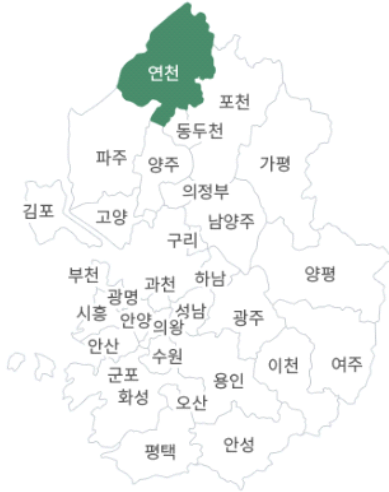 연천
포천
동두천
파주
양주
가평
의정부
김포
고양
남양주
구리
부천
과천
하남
양평
광명
시흥
안양
성남
의왕
광주
안산
수원
이천
여주
군포
용인
화성
오산
평택
안성